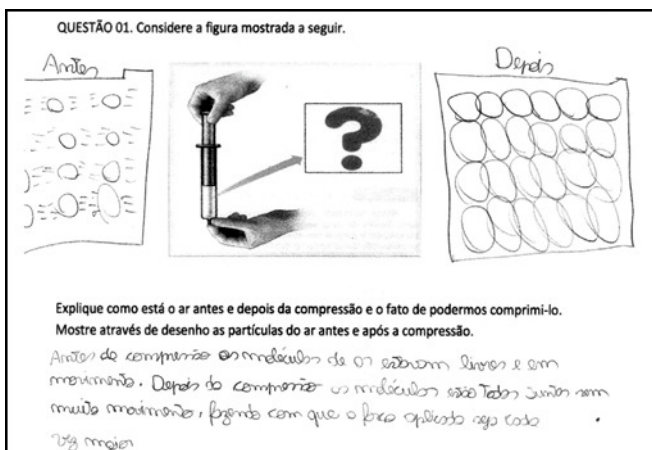 QUESTÃO 01. Considere a figura mostrada a seguir.
Antes
Depois
?
Explique como está o ar antes e depois da compressão e o fato de podermos comprimi-lo.
Mostre através de desenho as partículas do ar antes e após a compressão.
Antes da compressão as moléculas de ar estavam livres e em
movimento. Depois da compressão as moléculas estão todas juntas sem
muito movimento, fazendo com que a força aplicada seja cada
vez maior